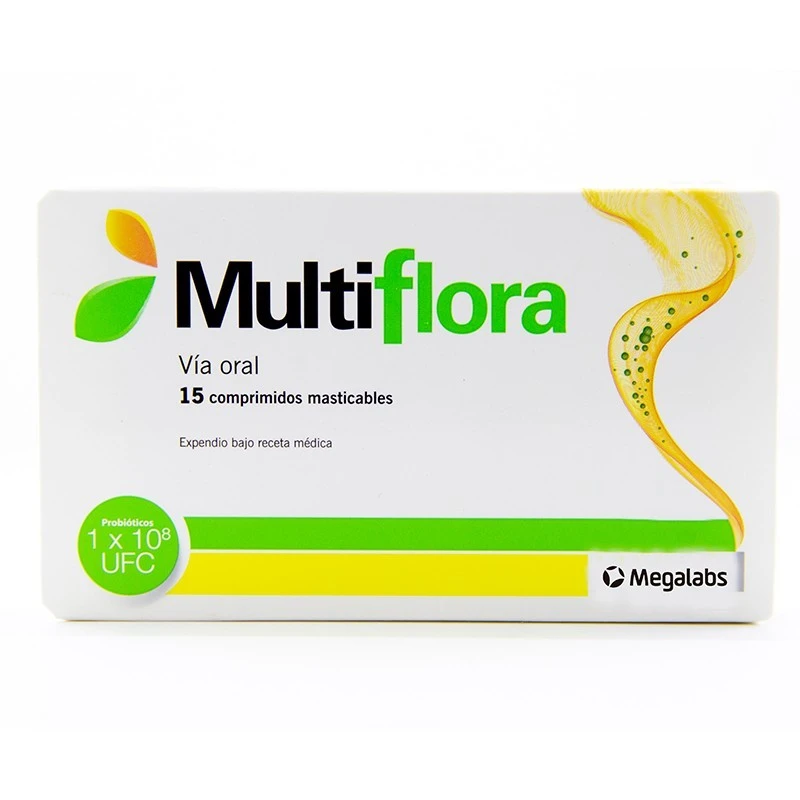 Multiflora
Vía oral
15 comprimidos masticables
Expendio bajo receta médica
Probióticos
1 x 10⁸
UFC
Megalabs